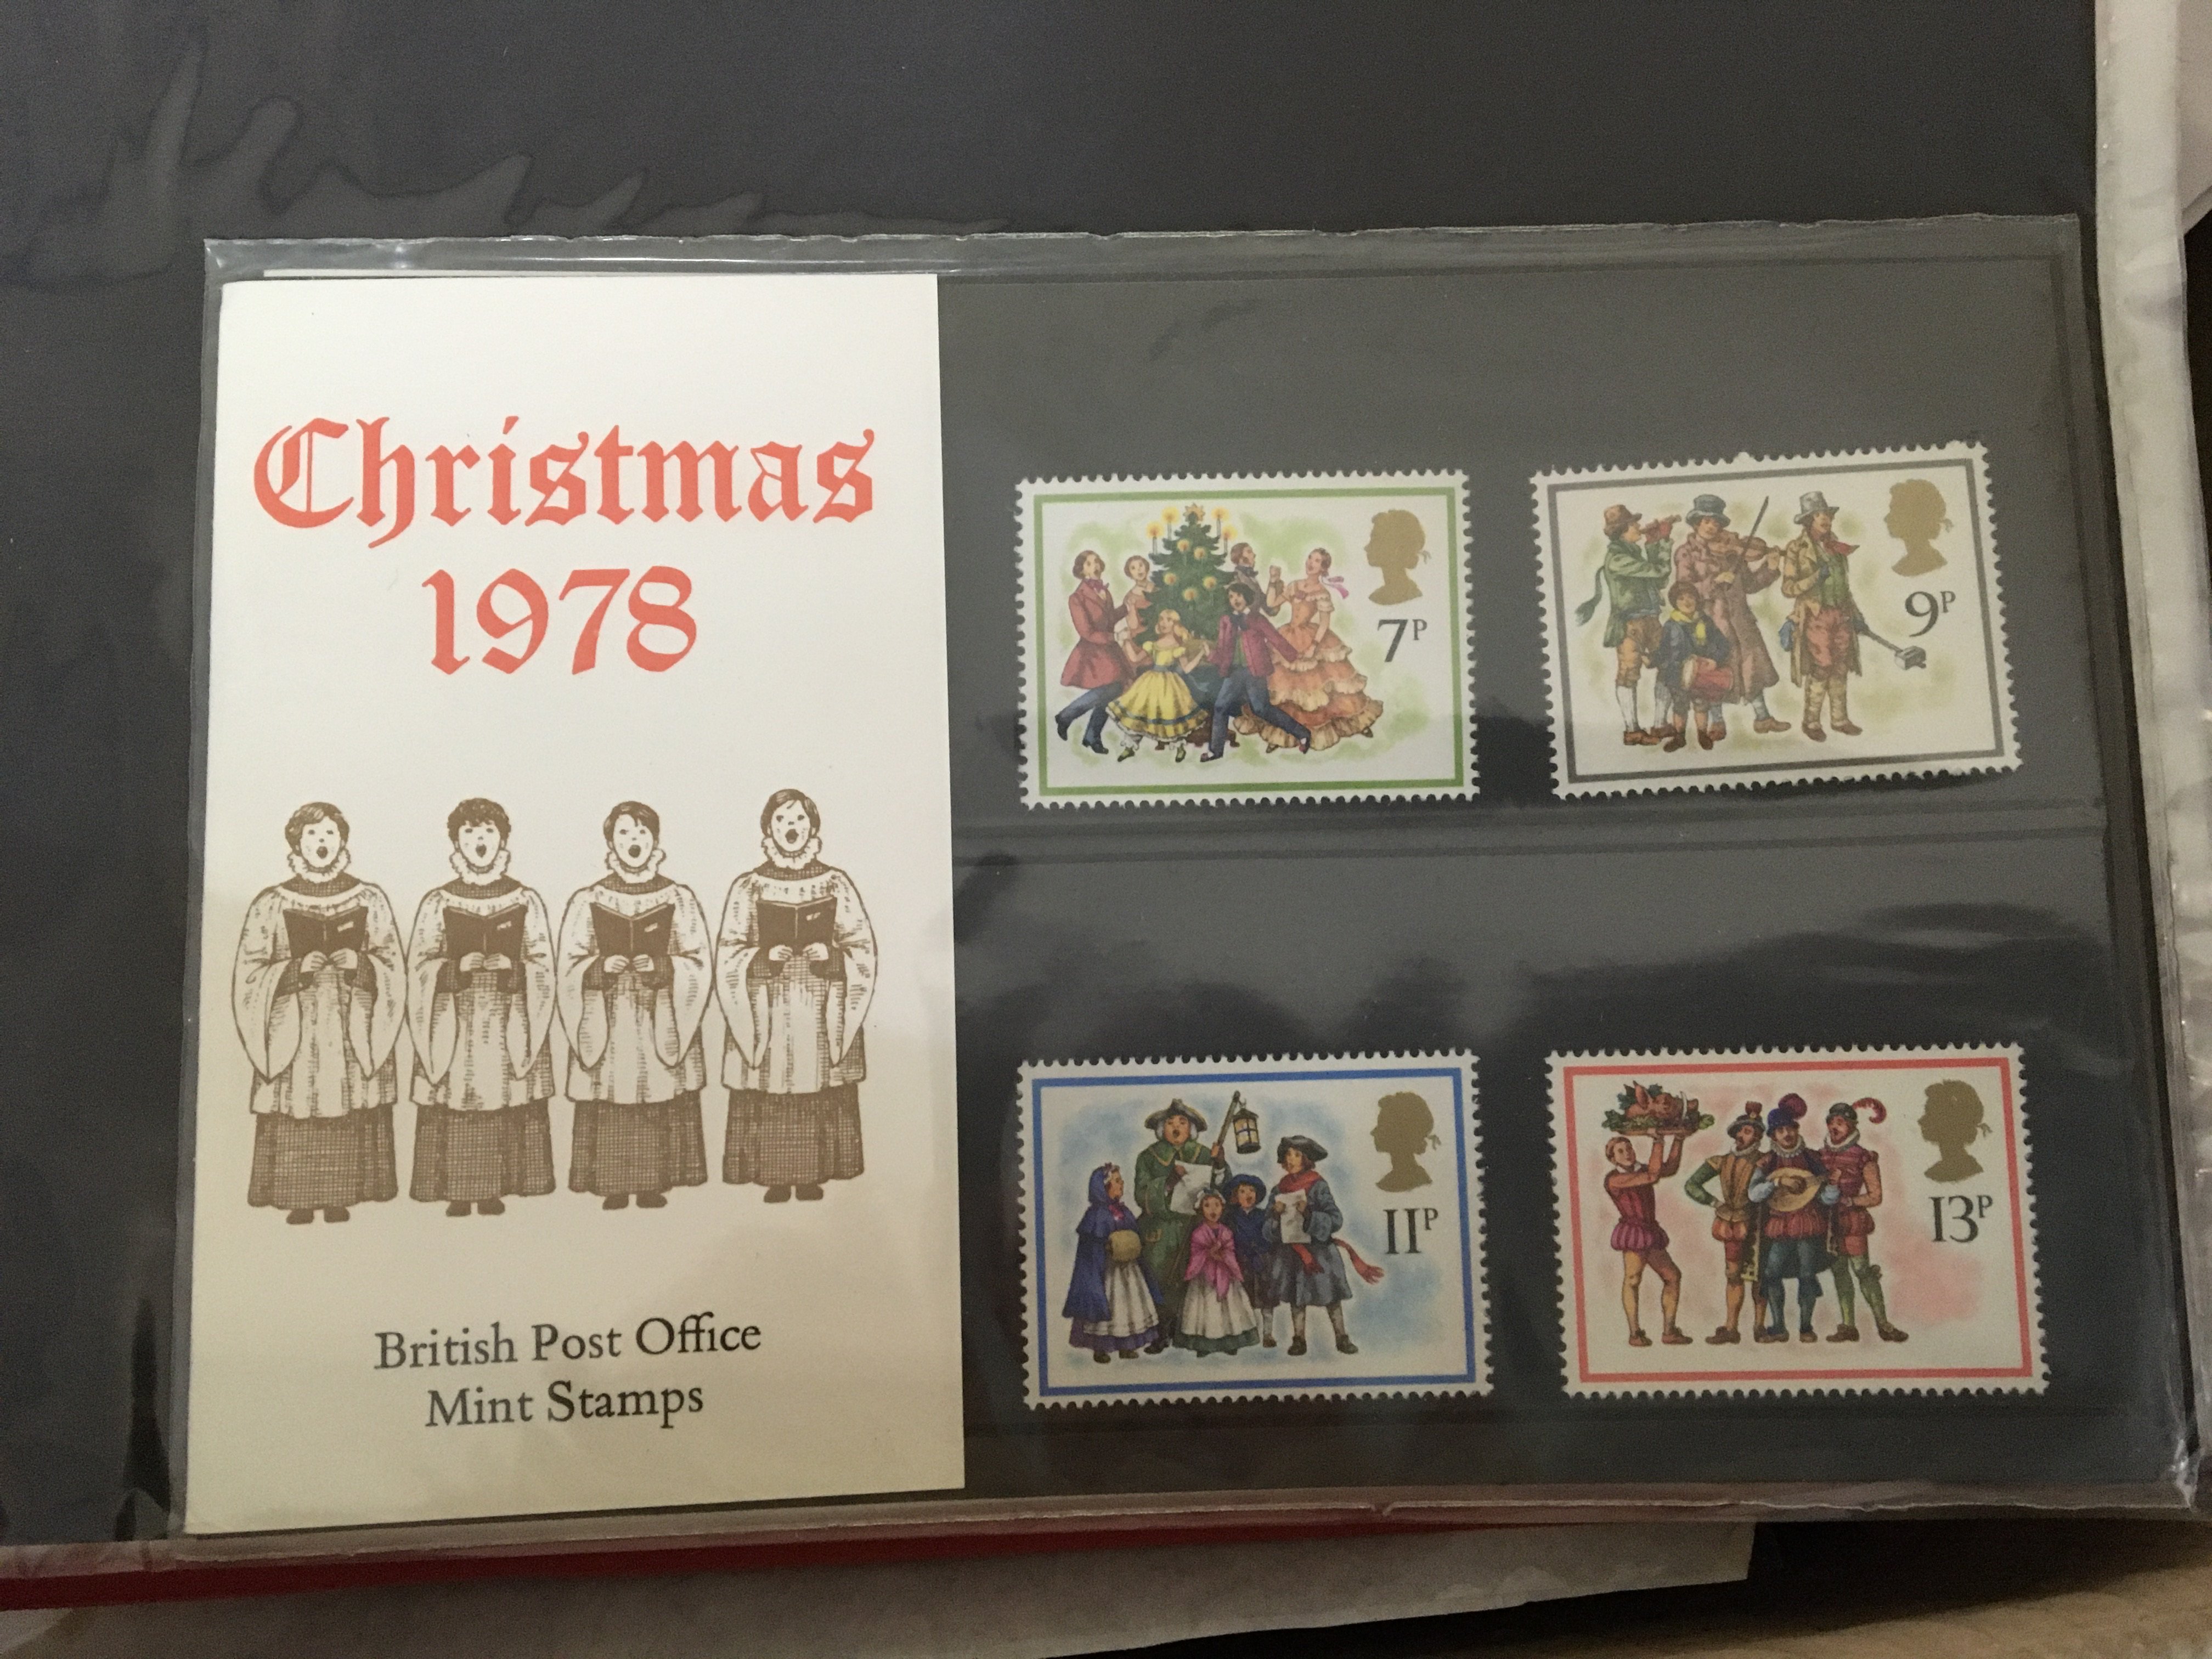 Christmas
1978
British Post Office
Mint Stamps
7P
9P
11P
13P